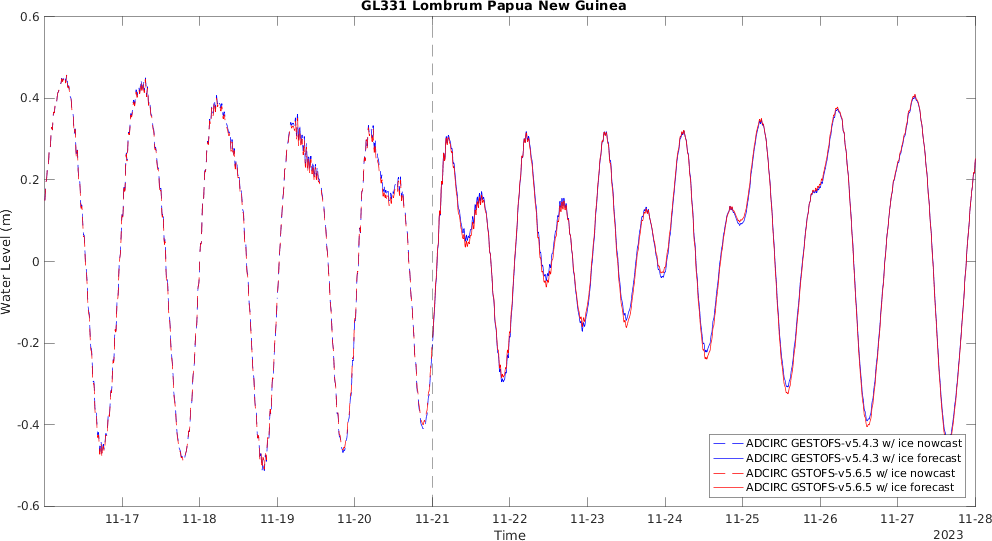 GL331 Lombrum Papua New Guinea
0.6
0.4
0.2
0
-0.2
-0.4
-0.6
Water Level (m)
ADCIRC GESTOFS-v5.4.3 w/ ice nowcast
ADCIRC GESTOFS-v5.4.3 w/ ice forecast
ADCIRC GSTOFS-v5.6.5 w/ ice nowcast
ADCIRC GSTOFS-v5.6.5 w/ ice forecast
11-17 11-18 11-19 11-20 11-21 11-22 11-23 11-24 11-25 11-26 11-27 11-28
Time
2023